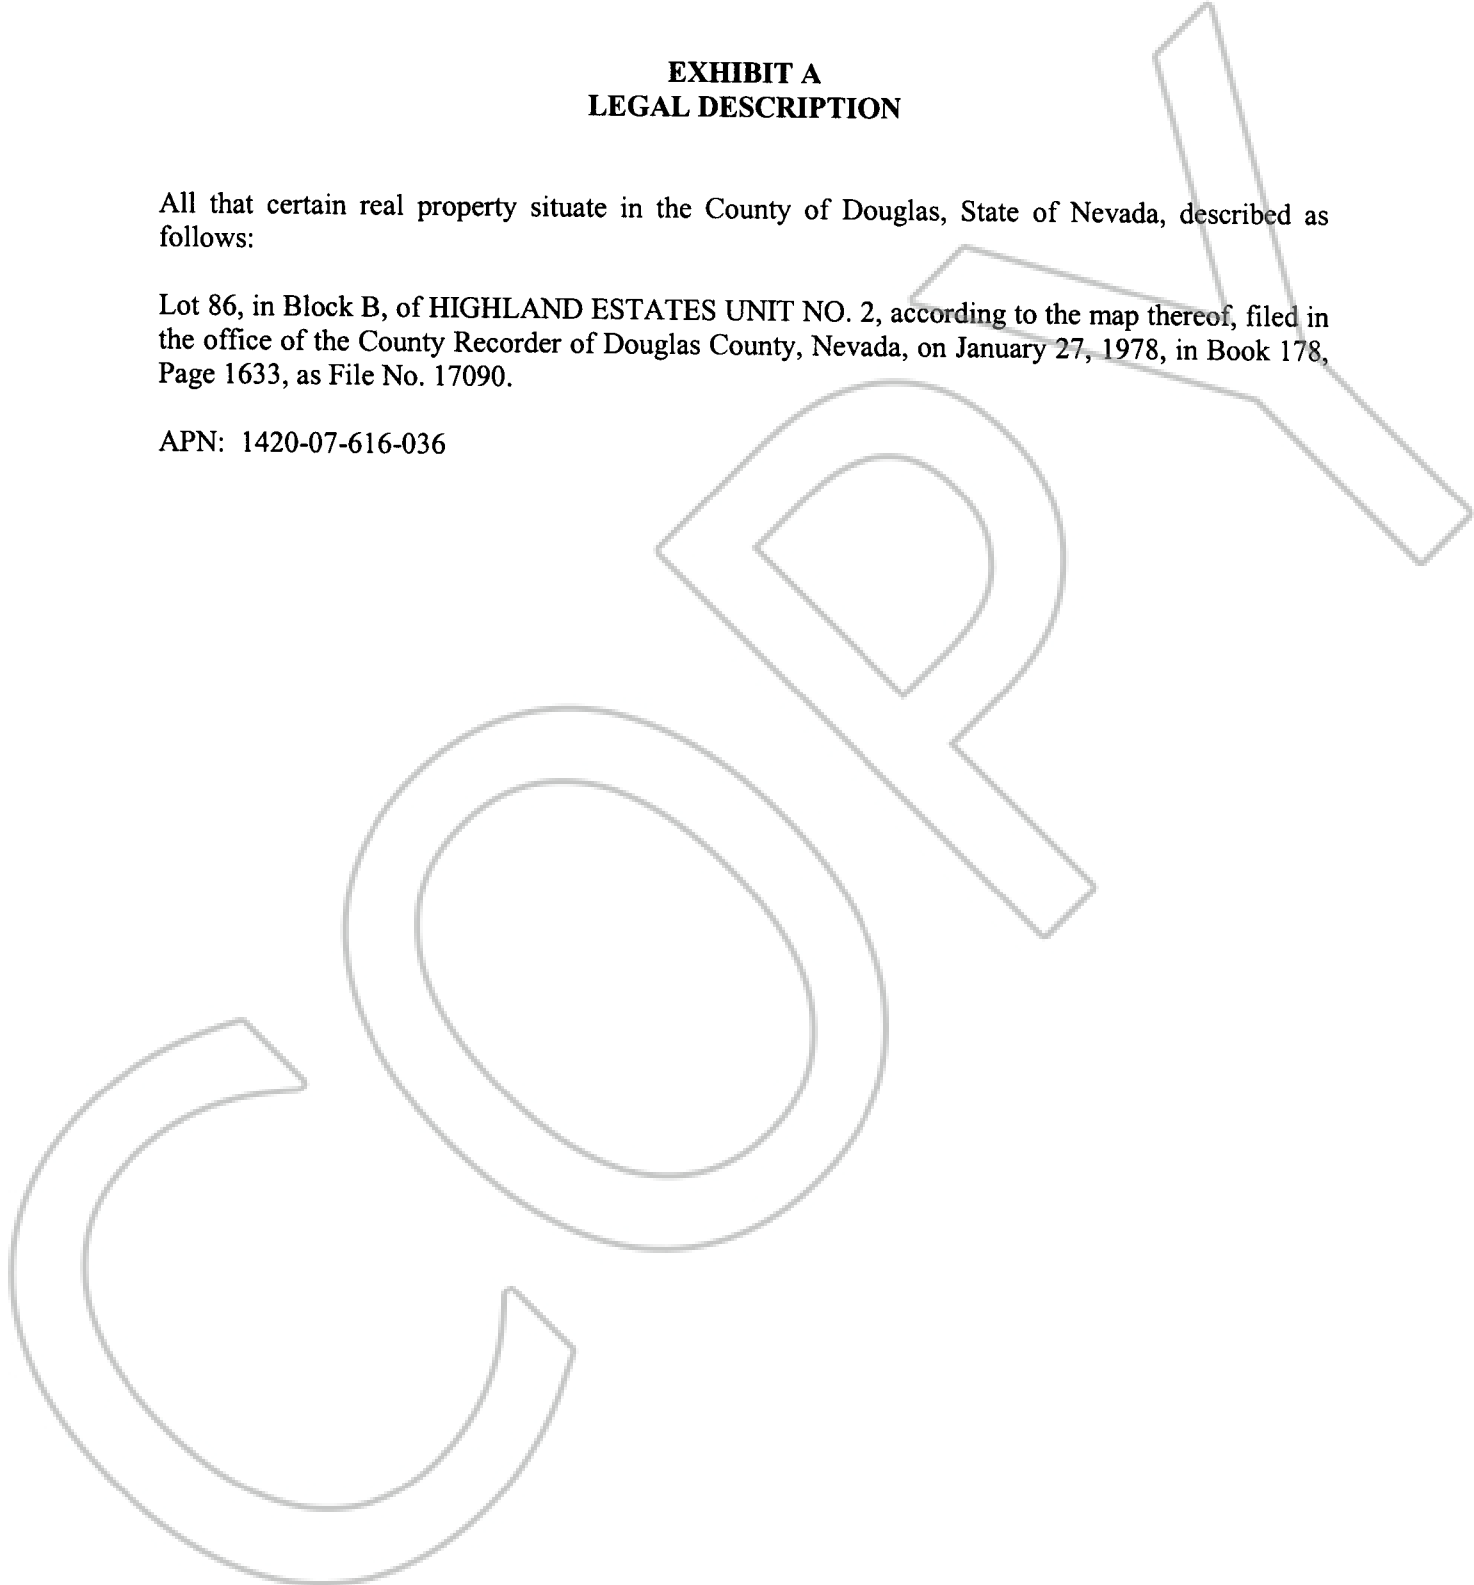 EXHIBIT A
LEGAL DESCRIPTION
All that certain real property situate in the County of Douglas, State of Nevada, described as
follows:
Lot 86, in Block B, of HIGHLAND ESTATES UNIT NO. 2, according to the map thereof, filed in
the office of the County Recorder of Douglas County, Nevada, on January 27, 1978, in Book 178,
Page 1633, as File No. 17090.
APN: 1420-07-616-036
COPY